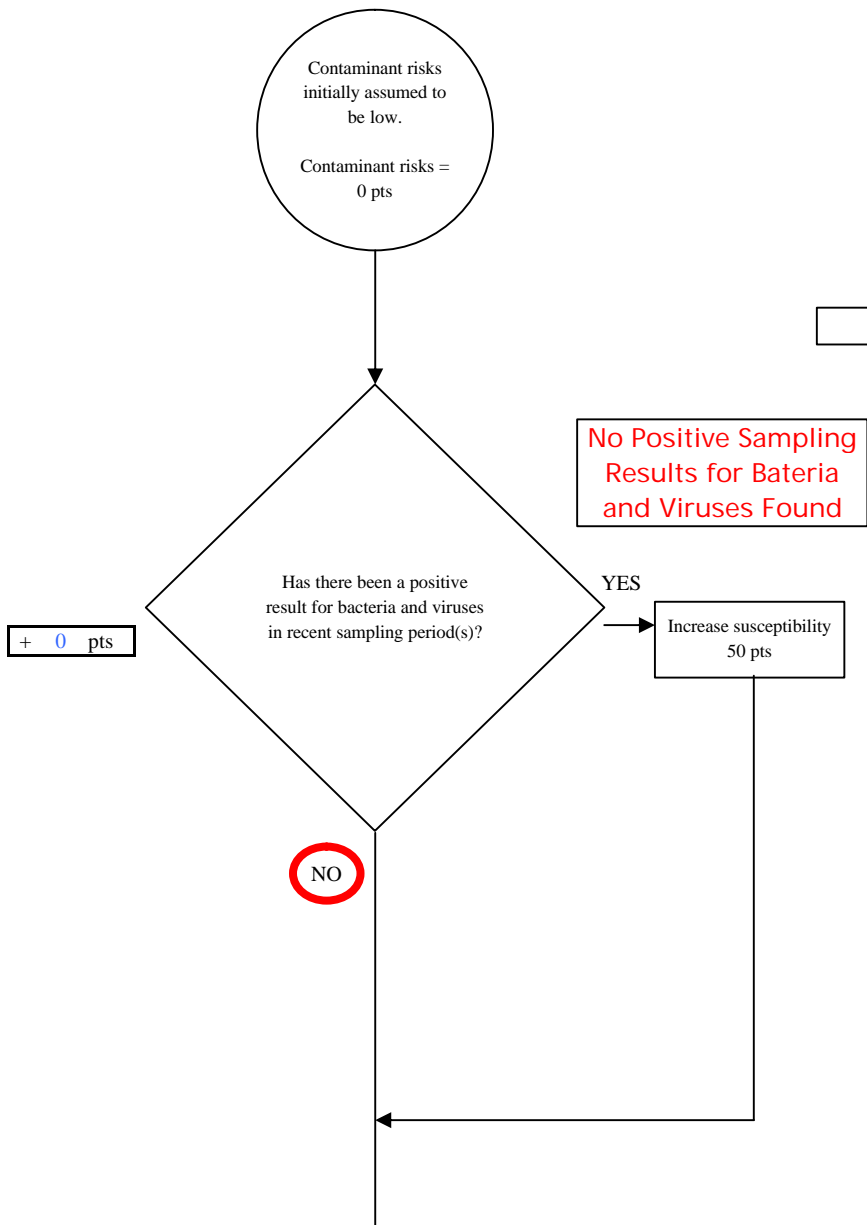 Contaminant risks
initially assumed to
be low.
Contaminant risks =
0 pts
No Positive Sampling
Results for Bateria
and Viruses Found
Has there been a positive
result for bacteria and viruses
in recent sampling period(s)?
YES
+ 0 pts
Increase susceptibility
50 pts
NO